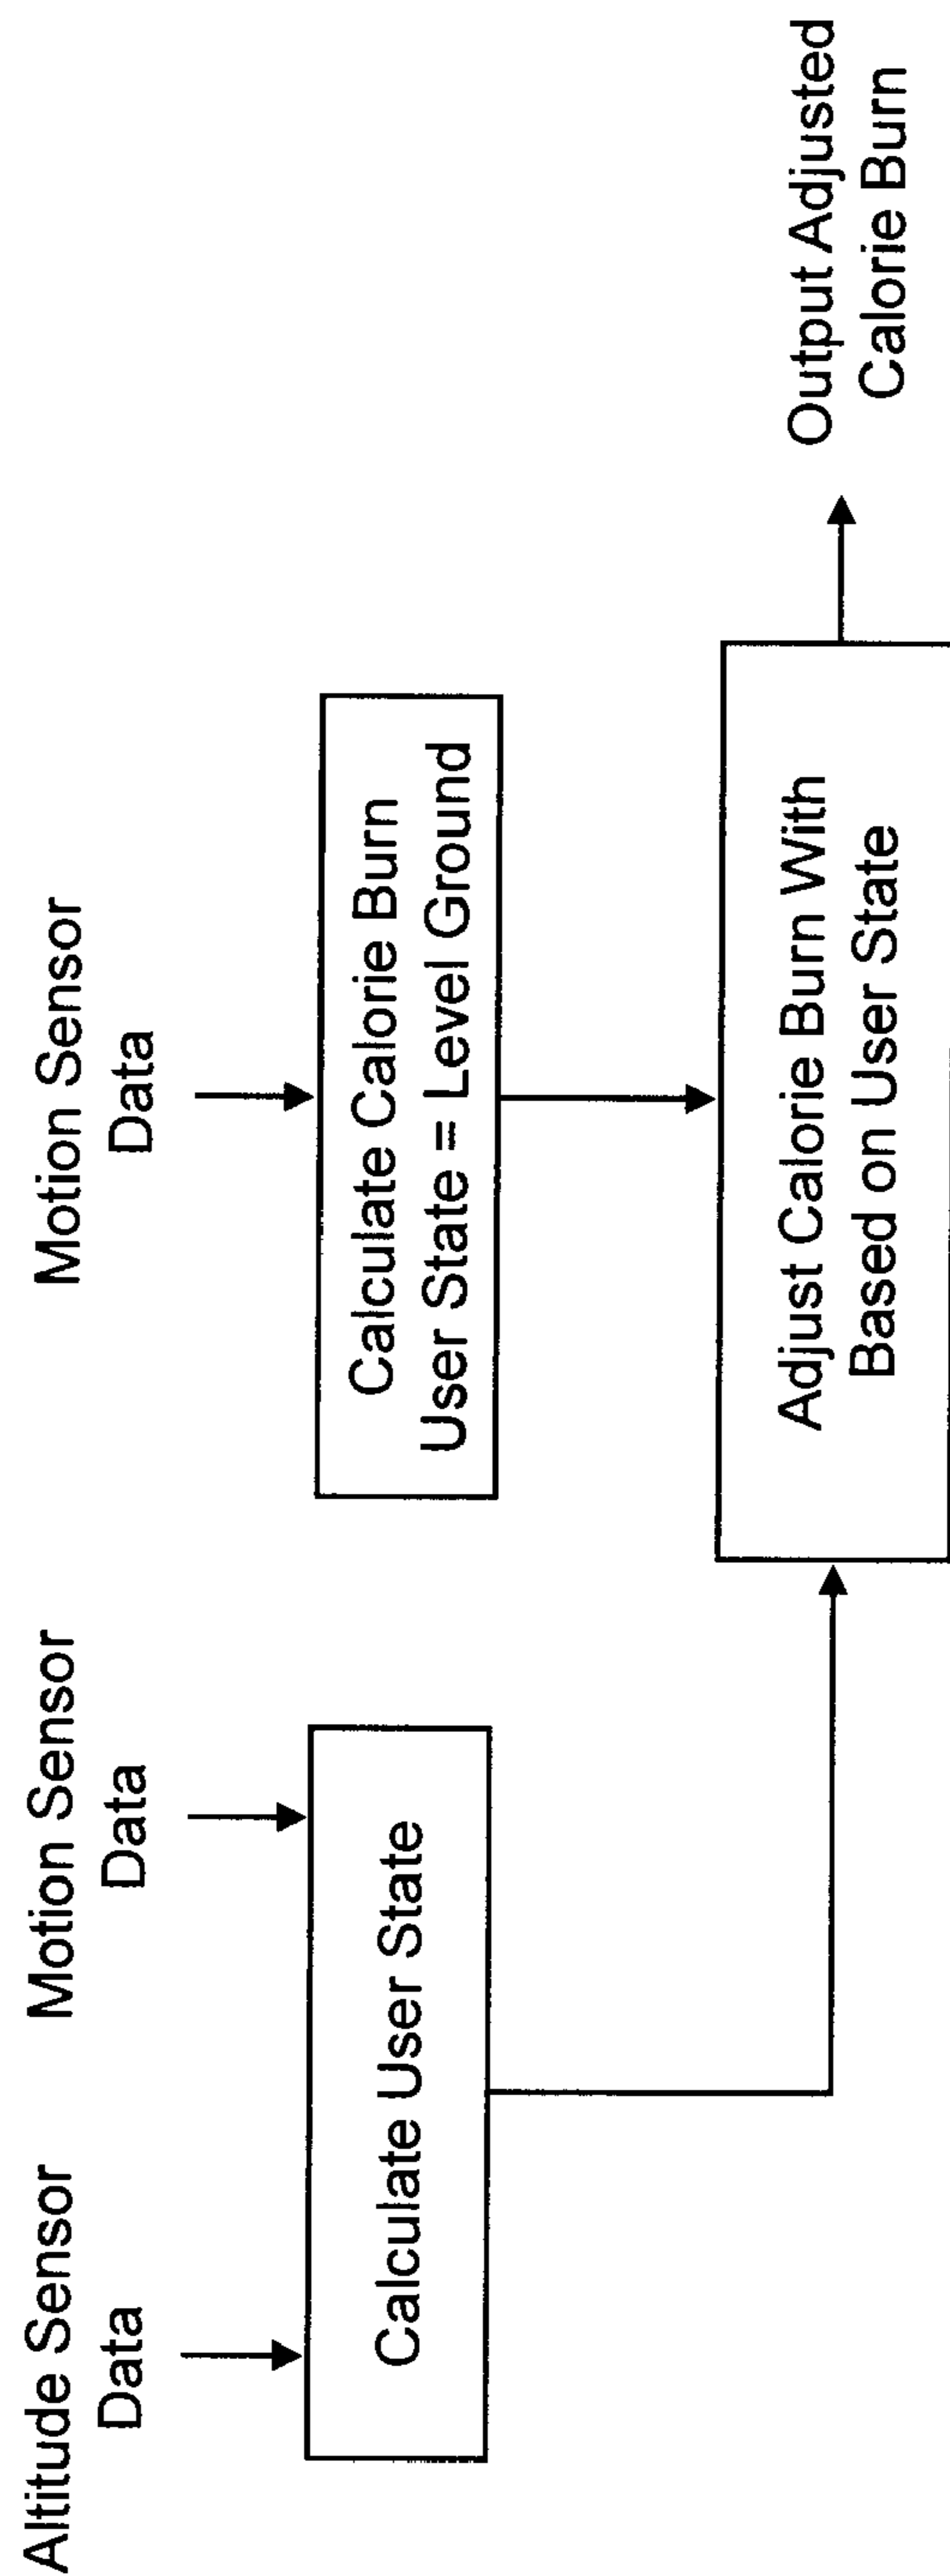 Altitude Sensor
Data
Motion Sensor
Data
Motion Sensor
Data
Calculate User State
Calculate Calorie Burn
User State = Level Ground
Adjust Calorie Burn With
Based on User State
Output Adjusted
Calorie Burn